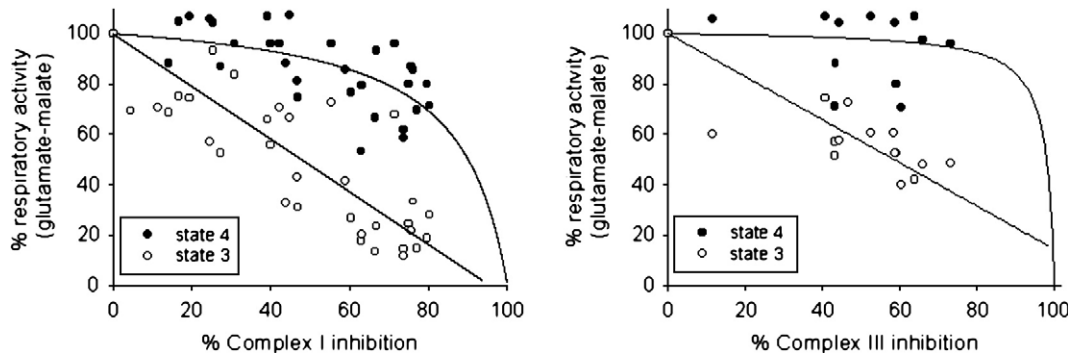 % respiratory activity
(glutamate-malate)
100
80
60
40
20
0
state 4
state 3
0
20
40
60
80
100
% Complex I inhibition
% respiratory activity
(glutamate-malate)
100
80
60
40
20
0
state 4
state 3
0
20
40
60
80
100
% Complex III inhibition